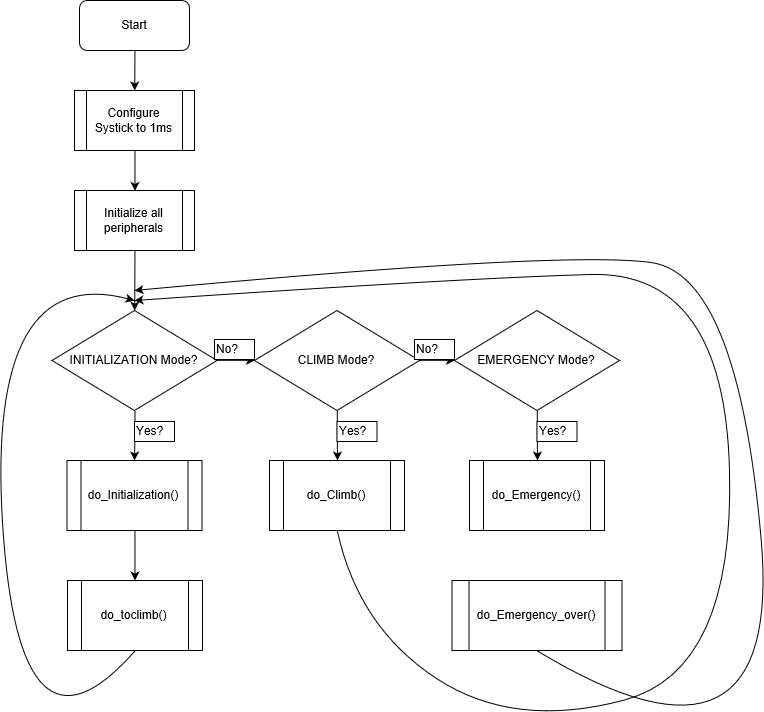 Start
Configure
Systick to 1ms
Initialize all
peripherals
INITIALIZATION Mode?
No?
CLIMB Mode?
No?
EMERGENCY Mode?
Yes?
Yes?
Yes?
do_Initialization()
do_Climb()
do_Emergency()
do_toclimb()
do_Emergency_over()